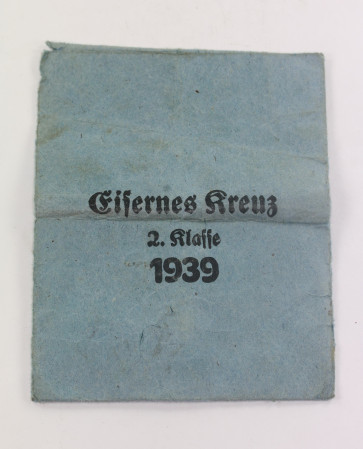 Eisernes Kreuz
2. Klasse
1939